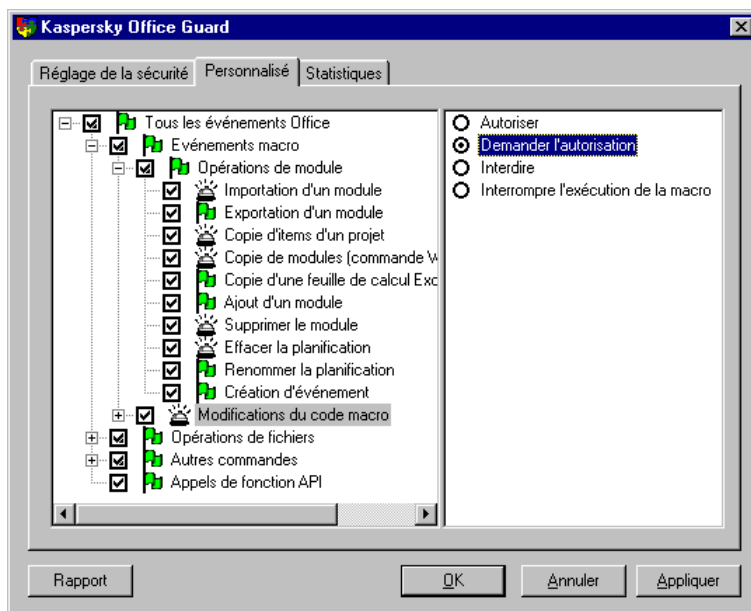 Kaspersky Office Guard
Réglage de la sécurité Personnalisé Statistiques
Tous les événements Office
Evénements macro
Opérations de module
Importation d'un module
Exportation d'un module
Copie d'items d'un projet
Copie de modules (commande V
Copie d'une feuille de calcul Exc
Ajout d'un module
Supprimer le module
Effacer la planification
Renommer la planification
Création d'événement
Modifications du code macro
Opérations de fichiers
Autres commandes
Appels de fonction API
Autoriser
Demander l'autorisation
Interdire
Interrompre l'exécution de la macro
Rapport OK Annuler Appliquer